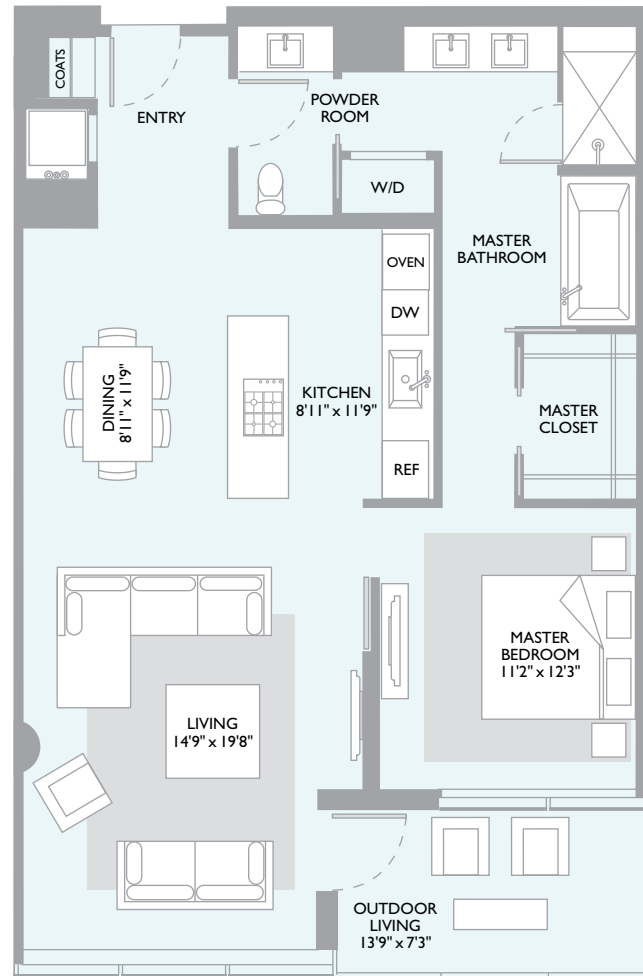 COATS
ENTRY
POWDER
ROOM
W/D
MASTER
BATHROOM
OVEN
DW
DINING
8'11" x 11'9"
KITCHEN
8'11" x 11'9"
MASTER
CLOSET
REF
MASTER
BEDROOM
11'2" x 12'3"
LIVING
14'9" x 19'8"
OUTDOOR
LIVING
13'9" x 7'3"